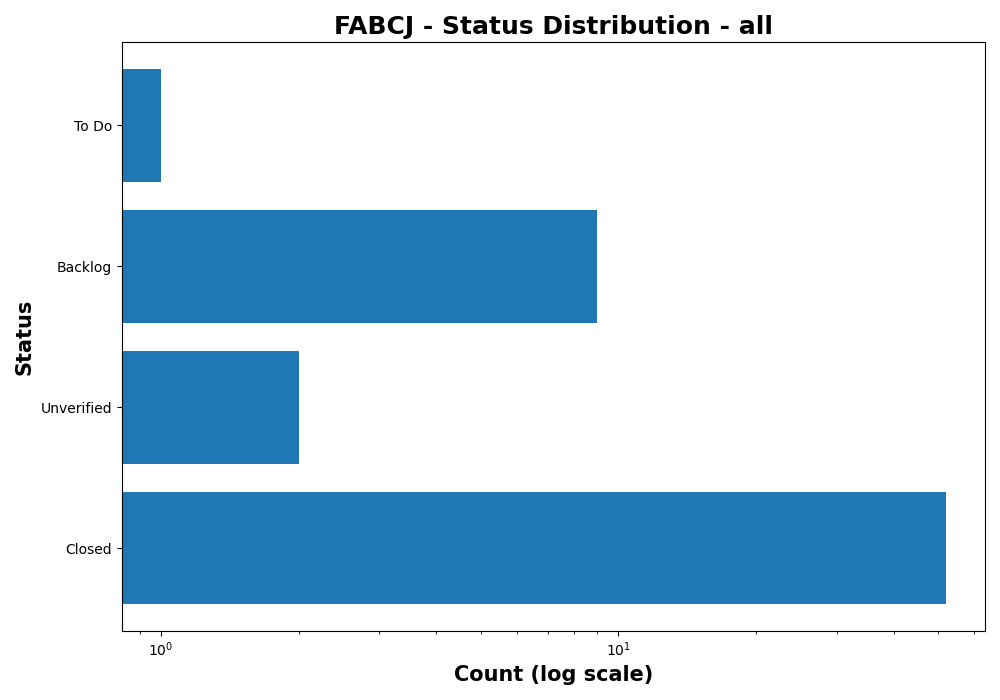 FABCJ - Status Distribution - all
To Do
Backlog
Unverified
Closed
Status
10⁰ 10¹
Count (log scale)